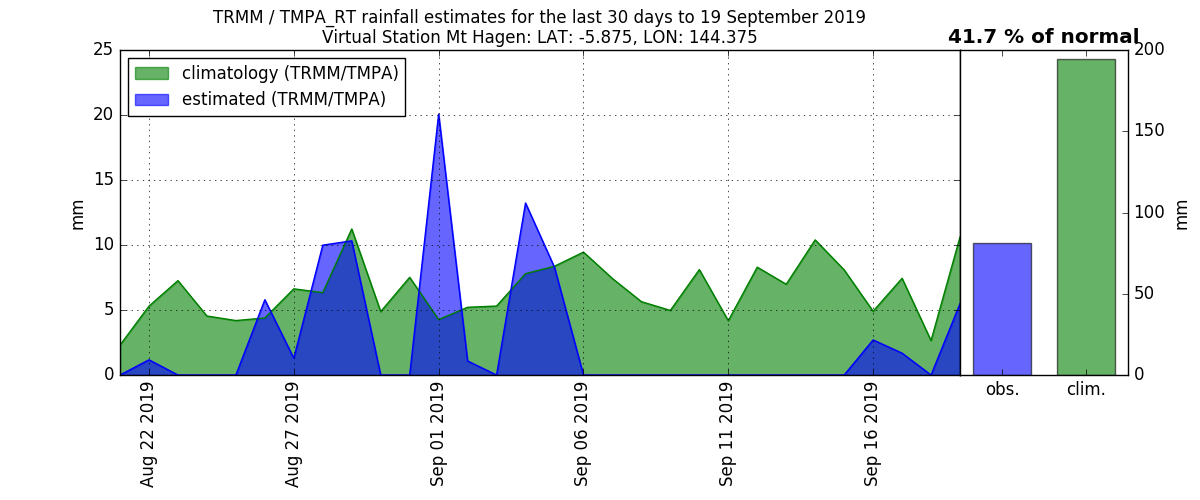 TRMM / TMPA_RT rainfall estimates for the last 30 days to 19 September 2019
Virtual Station Mt Hagen: LAT: -5.875, LON: 144.375
41.7 % of normal
climatology (TRMM/TMPA)
estimated (TRMM/TMPA)
25
20
15
10
5
0
mm
Aug 22 2019
Aug 27 2019
Sep 01 2019
Sep 06 2019
Sep 11 2019
Sep 16 2019
200
150
100
50
0
mm
obs.
clim.